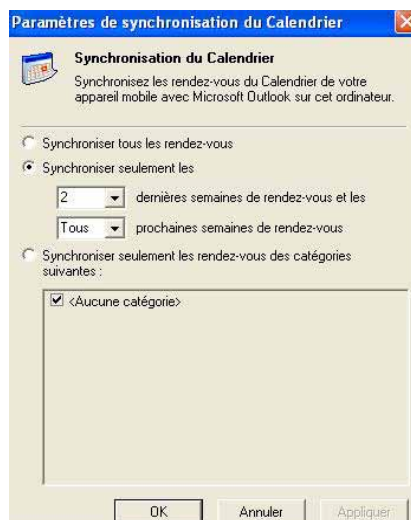 Paramètres de synchronisation du Calendrier
Synchronisation du Calendrier
Synchronisez les rendez-vous du Calendrier de votre
appareil mobile avec Microsoft Outlook sur cet ordinateur.
Synchroniser tous les rendez-vous
Synchroniser seulement les
2 dernières semaines de rendez-vous et les
Tous prochaines semaines de rendez-vous
Synchroniser seulement les rendez-vous des catégories
suivantes :
<Aucune catégorie>
OK Annuler Appliquer